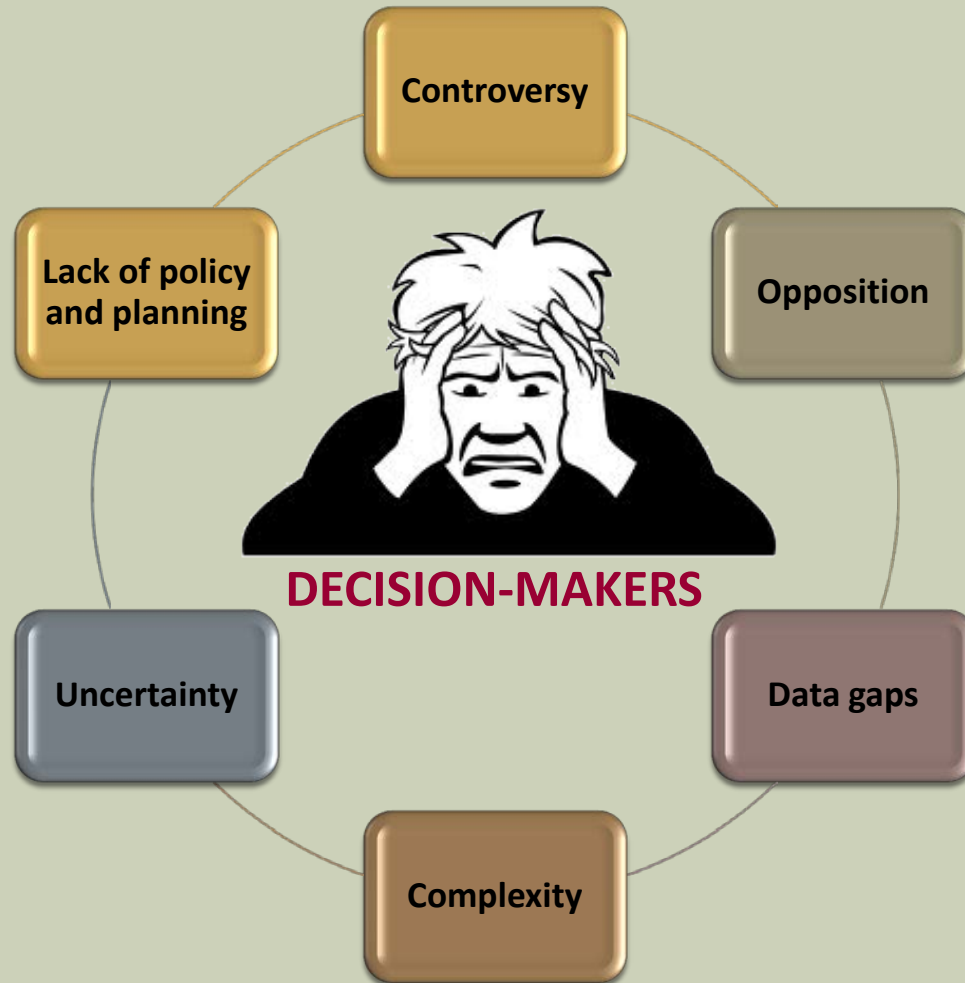 Controversy
Opposition
Data gaps
Complexity
Uncertainty
Lack of policy
and planning
DECISION-MAKERS